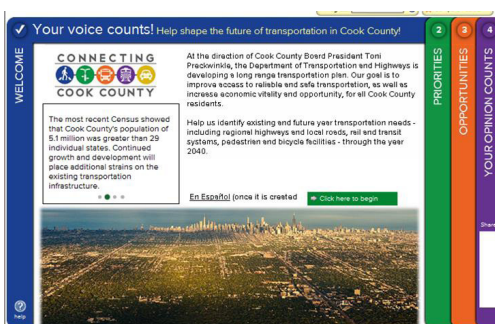 Your voice counts! Help shape the future of transportation in Cook County!
WELCOME
CONNECTING
COOK COUNTY
The most recent Census showed
that Cook County's population of
5.1 million was greater than 29
individual states. Continued
growth and development will
place additional strains on the
existing transportation
infrastructure.
At the direction of Cook County Board President Toni
Preckwinkle, the Department of Transportation and Highways is
developing a long range transportation plan. Our goal is to
improve access to reliable and safe transportation, as well as
increase economic vitality and opportunity, for all Cook County
residents.
Help us identify existing and future year transportation needs -
including regional highways and local roads, rail and transit
systems, pedestrian and bicycle facilities - through the year
2040.
En Español (once it is created
Click here to begin
help
2
PRIORITIES
3
OPPORTUNITIES
4
YOUR OPINION COUNTS
Share